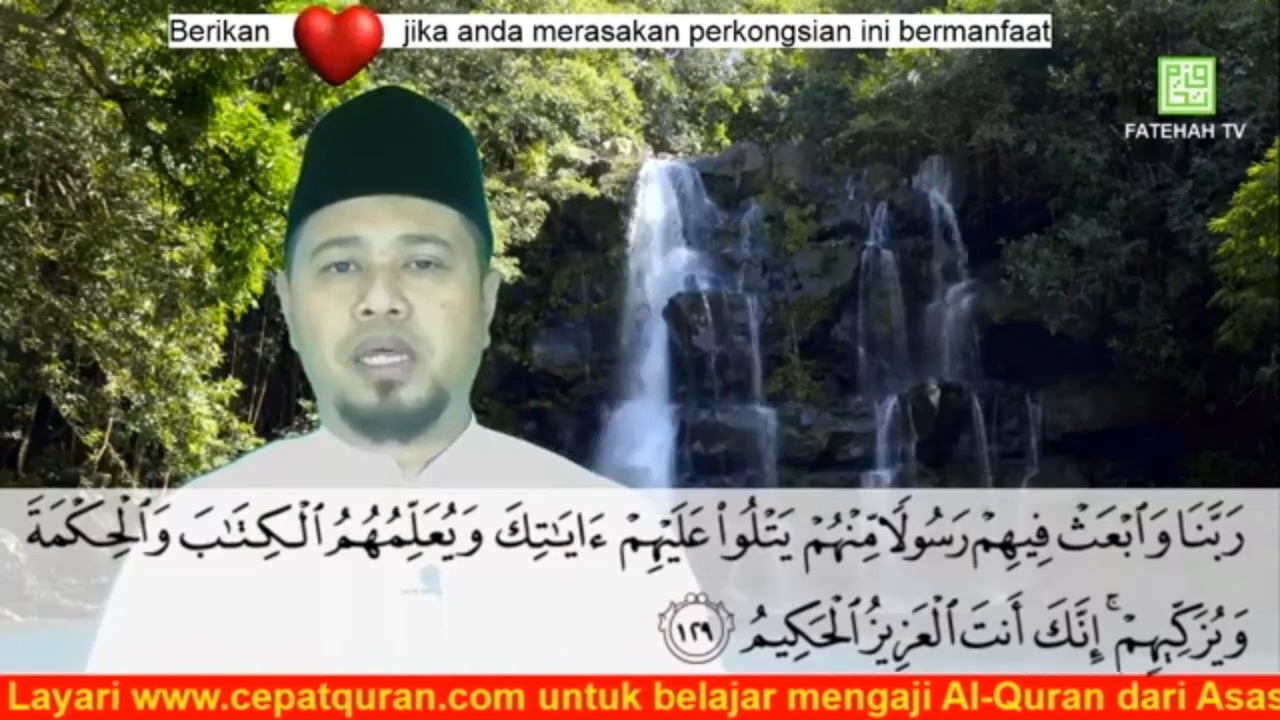 Berikan ❤️ jika anda merasakan perkongsian ini bermanfaat
FATEHAH TV
رَبَّنَا وَٱبْعَثْ فِيهِمْ رَسُولًا مِّنْهُمْ يَتْلُوا۟ عَلَيْهِمْ ءَايَـٰتِكَ وَيُعَلِّمُهُمُ ٱلْكِتَـٰبَ وَٱلْحِكْمَةَ
وَيُزَكِّيهِمْ ۚ إِنَّكَ أَنتَ ٱلْعَزِيزُ ٱلْحَكِيمُ ١٢٩
Layari www.cepatquran.com untuk belajar mengaji Al-Quran dari Asas